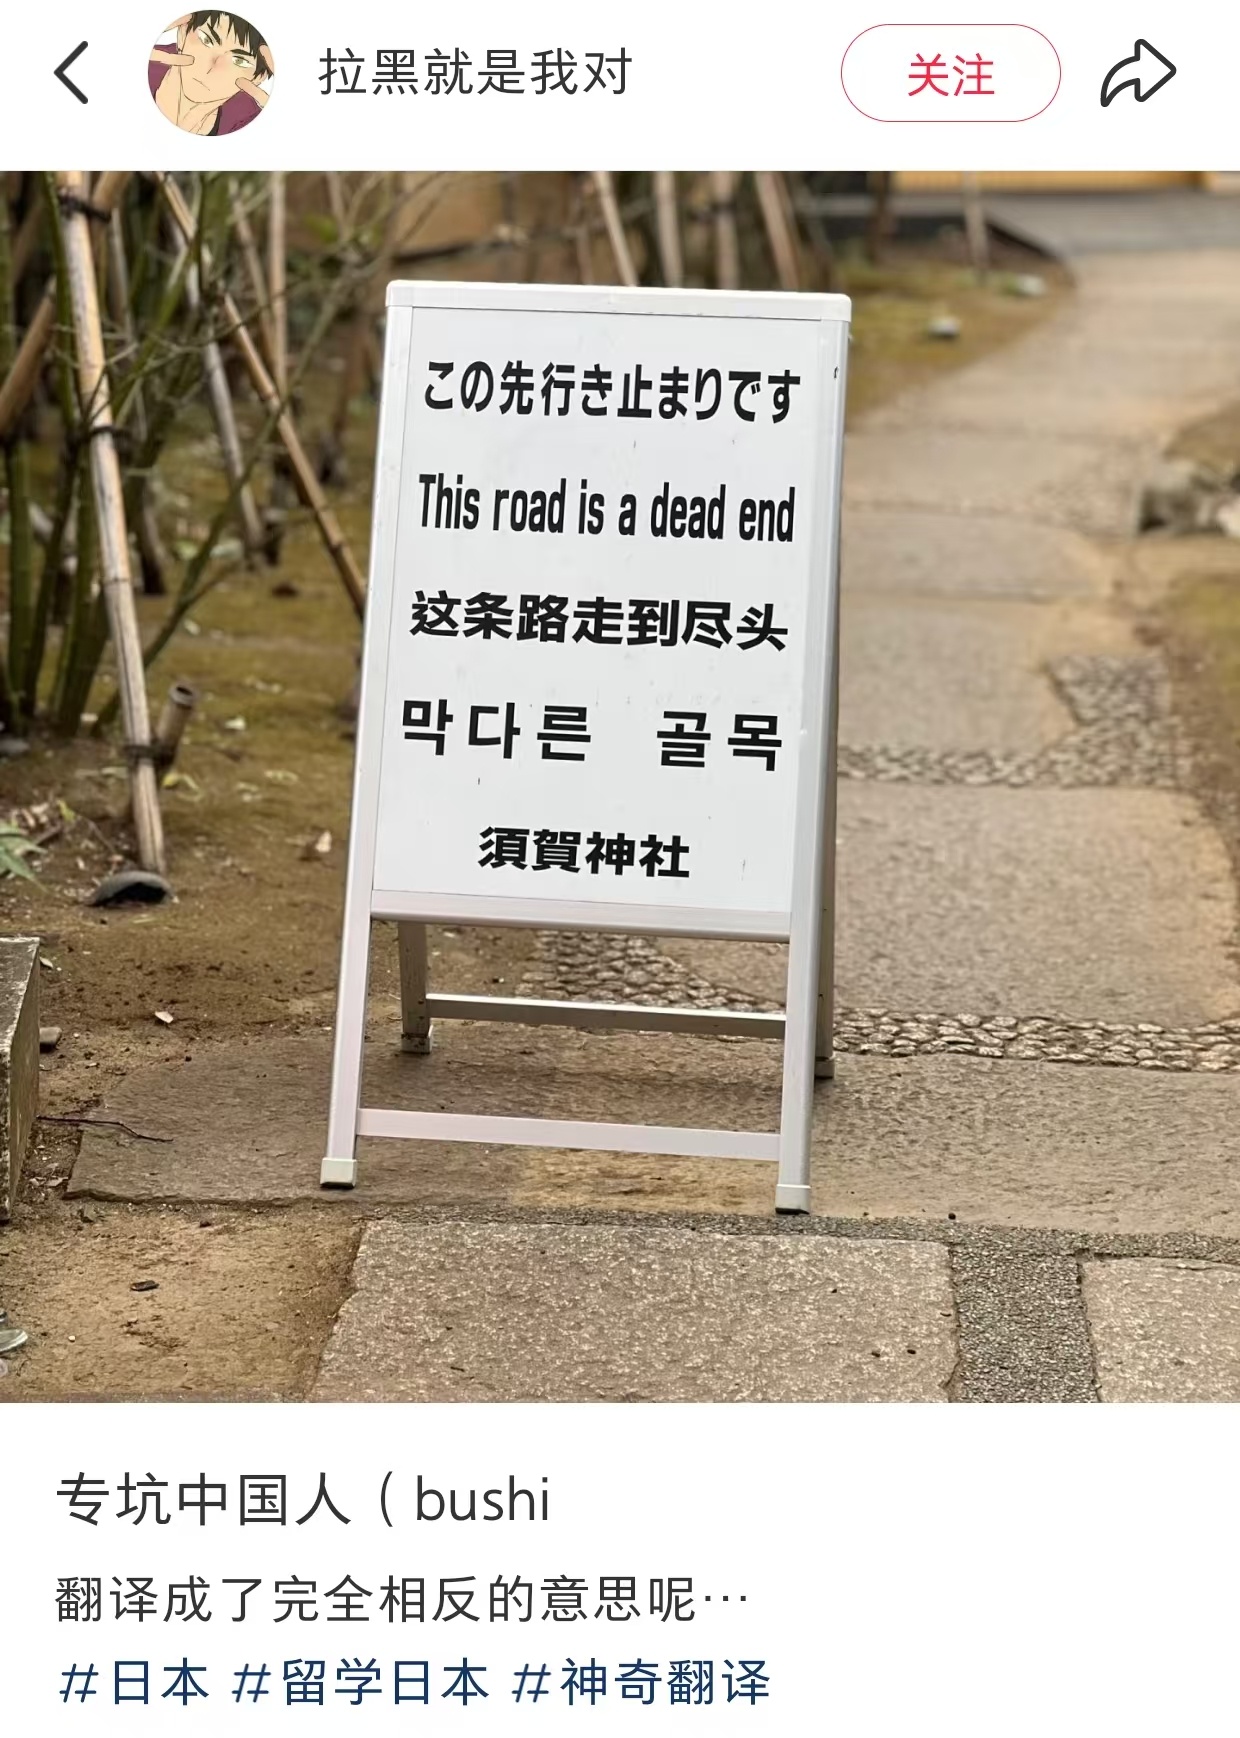 拉黑就是我对
关注
この先行き止まりです
This road is a dead end
这条路走到尽头
막다른 골목
須賀神社
专坑中国人（bushi
翻译成了完全相反的意思呢…
#日本 #留学日本 #神奇翻译